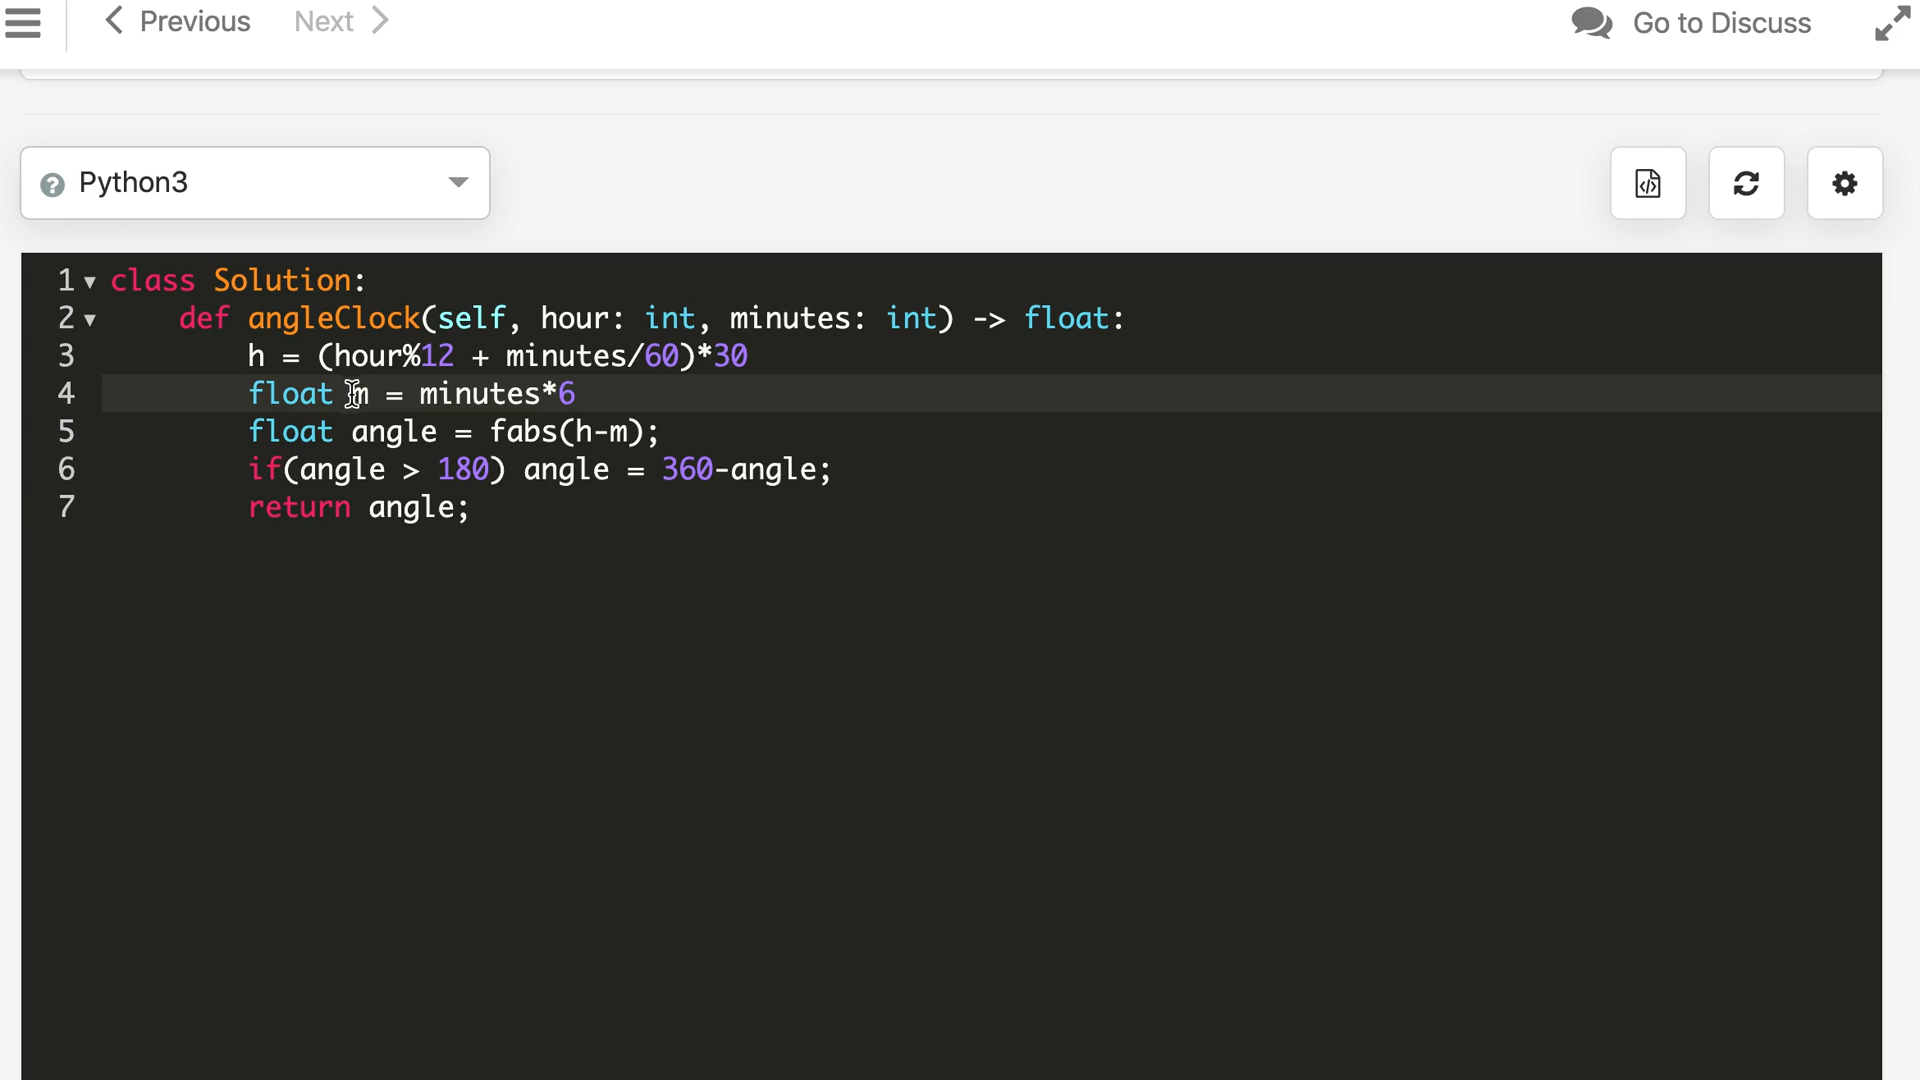 Previous Next Go to Discuss
Python3
1 class Solution:
2 def angleClock(self, hour: int, minutes: int) -> float:
3 h = (hour%12 + minutes/60)*30
4 float m = minutes*6
5 float angle = fabs(h-m);
6 if(angle > 180) angle = 360-angle;
7 return angle;